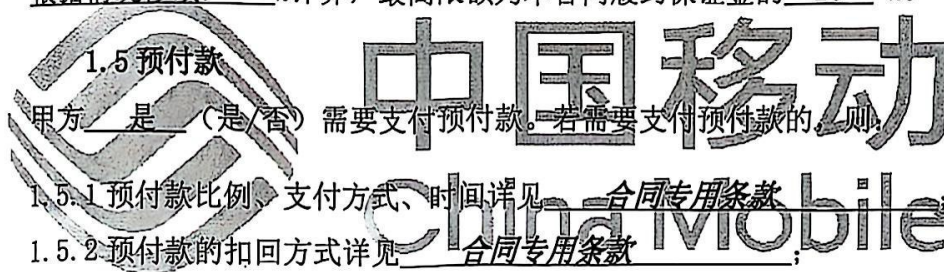 1.5 预付款
甲方 是 (是/否) 需要支付预付款。若需要支付预付款的,则:
1.5.1 预付款比例、支付方式、时间详见 合同专用条款 ;
1.5.2 预付款的扣回方式详见 合同专用条款 ;
中国移动
China Mobile